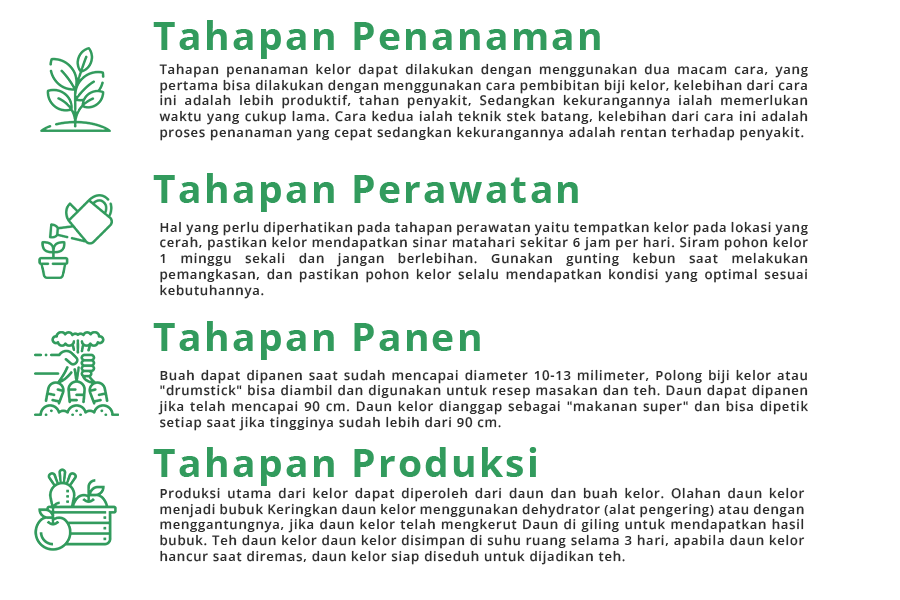 Tahapan Penanaman
Tahapan penanaman kelor dapat dilakukan dengan menggunakan dua macam cara, yang
pertama bisa dilakukan dengan menggunakan cara pembibitan biji kelor, kelebihan dari cara
ini adalah lebih produktif, tahan penyakit, Sedangkan kekurangannya ialah memerlukan
waktu yang cukup lama. Cara kedua ialah teknik stek batang, kelebihan dari cara ini adalah
proses penanaman yang cepat sedangkan kekurangannya adalah rentan terhadap penyakit.
Tahapan Perawatan
Hal yang perlu diperhatikan pada tahapan perawatan yaitu tempatkan kelor pada lokasi yang
cerah, pastikan kelor mendapatkan sinar matahari sekitar 6 jam per hari. Siram pohon kelor
1 minggu sekali dan jangan berlebihan. Gunakan gunting kebun saat melakukan
pemangkasan, dan pastikan pohon kelor selalu mendapatkan kondisi yang optimal sesuai
kebutuhannya.
Tahapan Panen
Buah dapat dipanen saat sudah mencapai diameter 10-13 milimeter, Polong biji kelor atau
"drumstick" bisa diambil dan digunakan untuk resep masakan dan teh. Daun dapat dipanen
jika telah mencapai 90 cm. Daun kelor dianggap sebagai "makanan super" dan bisa dipetik
setiap saat jika tingginya sudah lebih dari 90 cm.
Tahapan Produksi
Produksi utama dari kelor dapat diperoleh dari daun dan buah kelor. Olahan daun kelor
menjadi bubuk Keringkan daun kelor menggunakan dehydrator (alat pengering) atau dengan
menggantungnya, jika daun kelor telah mengkerut Daun di giling untuk mendapatkan hasil
bubuk. Teh daun kelor daun kelor disimpan di suhu ruang selama 3 hari, apabila daun kelor
hancur saat diremas, daun kelor siap diseduh untuk dijadikan teh.